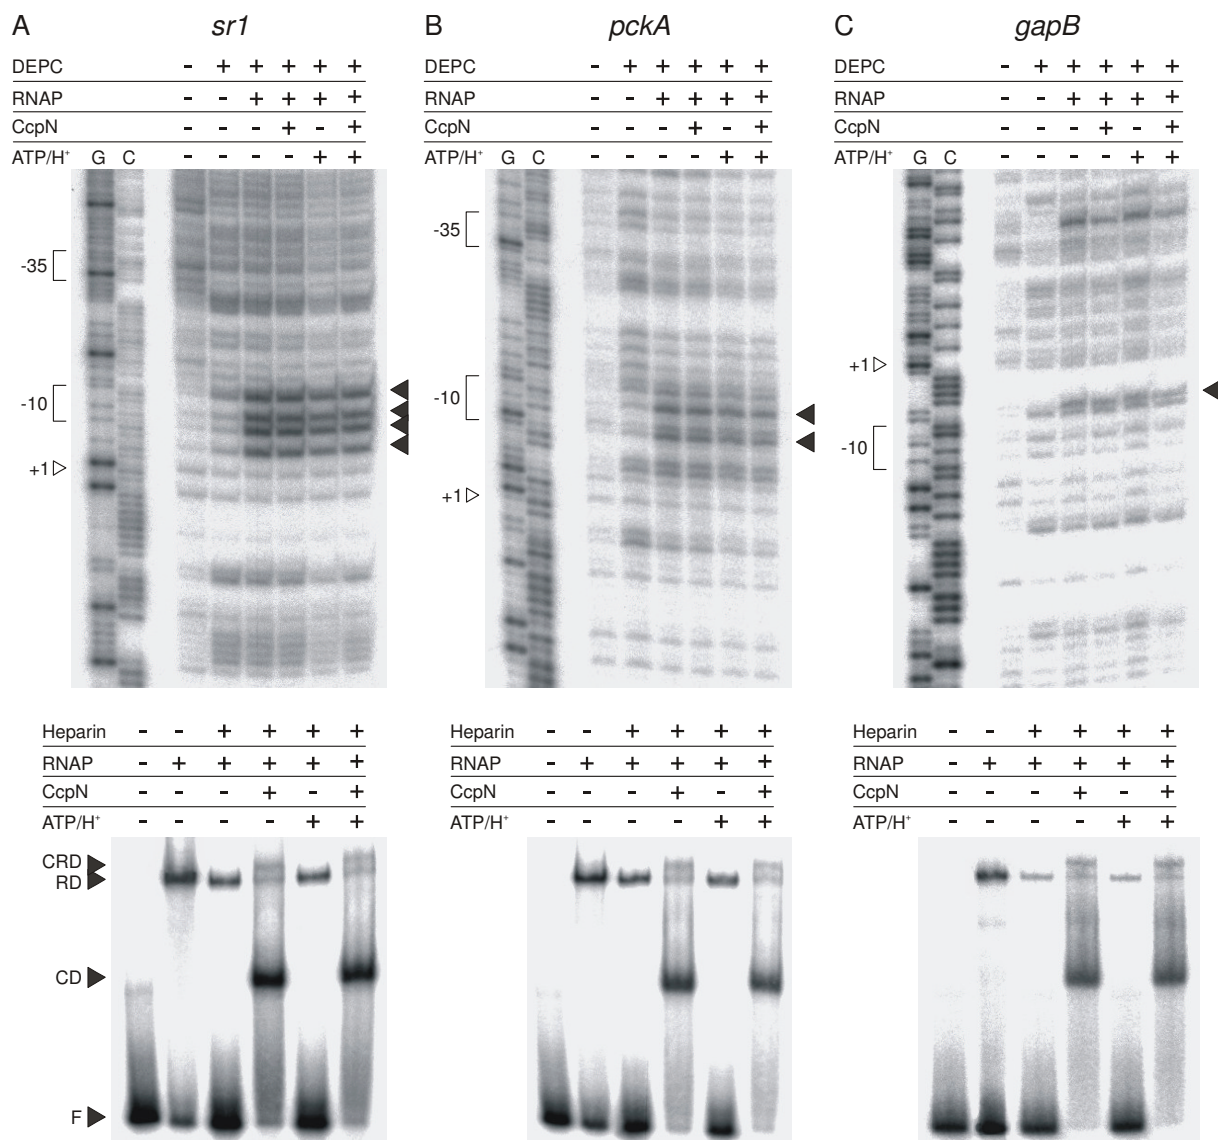 A sr1 B pckA C gapB
DEPC - + + + + + DEPC - + + + + + DEPC - + + + + +
RNAP - - + + + + RNAP - - + + + + RNAP - - + + + +
CcpN - - - + - + CcpN - - - + - + CcpN - - - + - +
ATP/H⁺ G C - - - - + + ATP/H⁺ G C - - - - + + ATP/H⁺ G C - - - - + +
-35
-10
+1
-35
-10
+1
+1
-10
Heparin - - + + + + Heparin - - + + + + Heparin - - + + + +
RNAP - + + + + + RNAP - + + + + + RNAP - + + + + +
CcpN - - - + - + CcpN - - - + - + CcpN - - - + - +
ATP/H⁺ - - - - + + ATP/H⁺ - - - - + + ATP/H⁺ - - - - + +
CRD
RD
CD
F